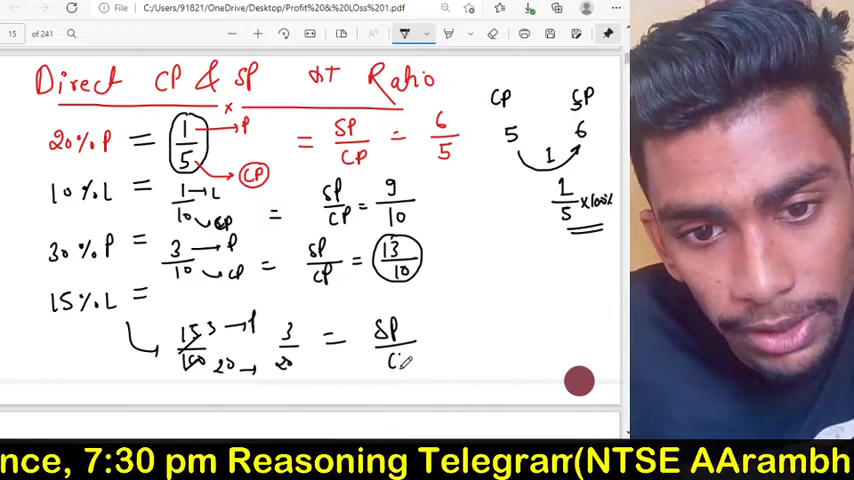 File | C:/Users/91821/OneDrive/Desktop/Profit%20&%20LOss%201.pdf
15 of 241
Direct CP & SP से Ratio
CP SP
20%P = 1/5 → P → CP = SP/CP = 6/5
5 6
1
1/5 ×100%
10%L = 1/10 → L → CP = SP/CP = 9/10
30%P = 3/10 → P → CP = SP/CP = 13/10
15%L =
15/100 3 → P 20 → 3/20 = SP/C
nce, 7:30 pm Reasoning Telegram(NTSE AArambh